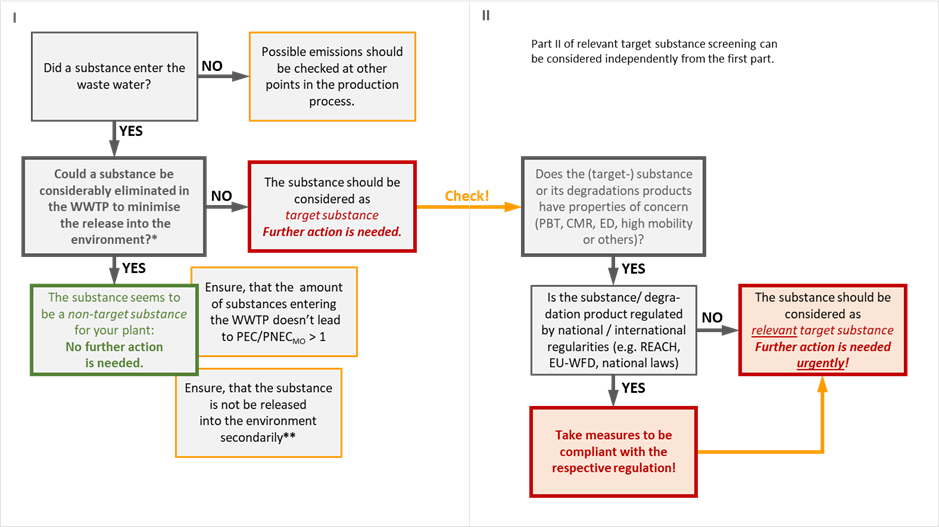 I
Did a substance enter the
waste water?
NO
Possible emissions should
be checked at other
points in the production
process.
YES
Could a substance be
considerably eliminated in
the WWTP to minimise
the release into the
environment?*
NO
The substance should be
considered as
target substance
Further action is needed.
Check!
YES
The substance seems to
be a non-target substance
for your plant:
No further action
is needed.
Ensure, that the amount
of substances entering
the WWTP doesn't lead
to PEC/PNECMO > 1
Ensure, that the substance
is not be released
into the environment
secondarily**
II
Part II of relevant target substance screening can
be considered independently from the first part.
Does the (target-) substance
or its degradations products
have properties of concern
(PBT, CMR, ED, high mobility
or others)?
YES
Is the substance/ degra-
dation product regulated
by national / international
regularities (e.g. REACH,
EU-WFD, national laws)
NO
The substance should be
considered as
relevant target substance
Further action is needed
urgently!
YES
Take measures to be
compliant with the
respective regulation!